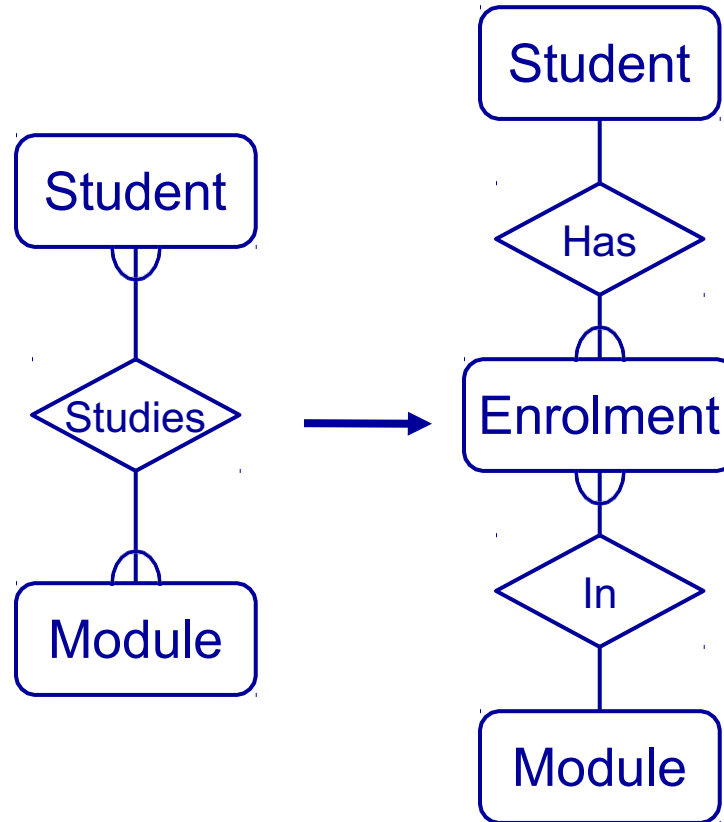 Student
Studies
Module
Student
Has
Enrolment
In
Module